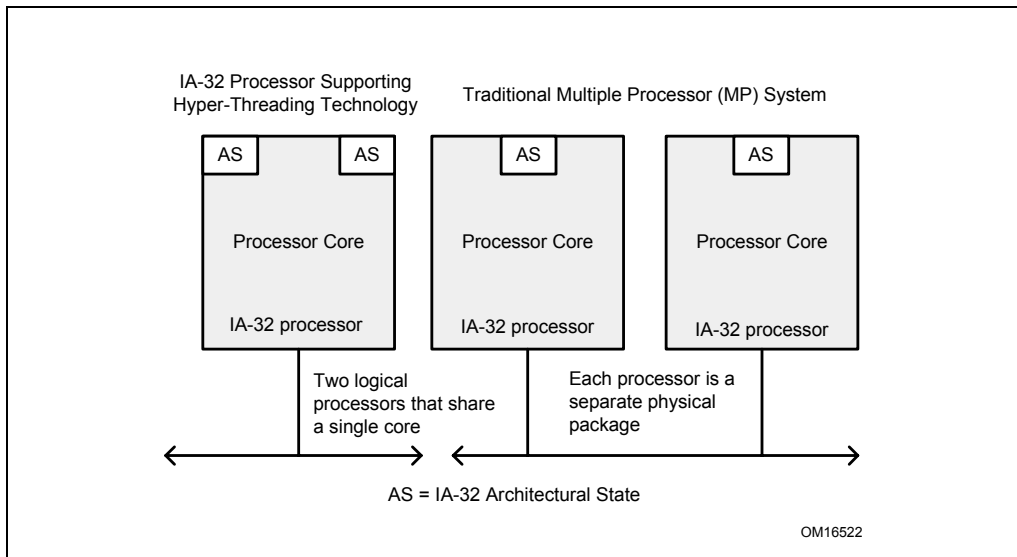 IA-32 Processor Supporting
Hyper-Threading Technology
Traditional Multiple Processor (MP) System
AS
AS
AS
AS
Processor Core
Processor Core
Processor Core
IA-32 processor
IA-32 processor
IA-32 processor
Two logical
processors that share
a single core
Each processor is a
separate physical
package
AS = IA-32 Architectural State
OM16522